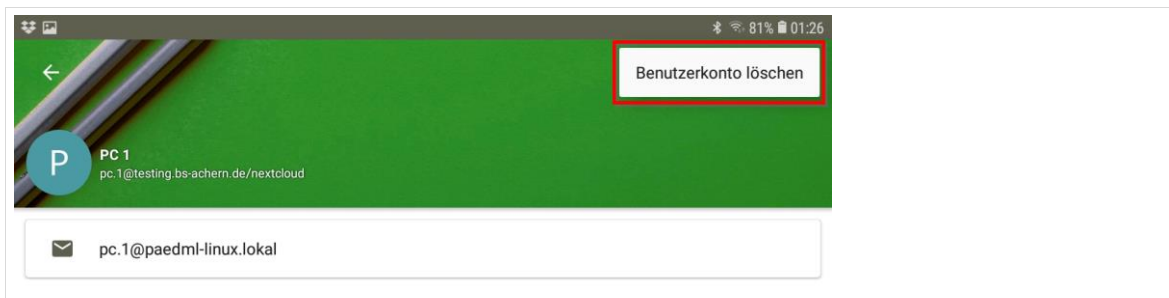 81% 01:26
Benutzerkonto löschen
P
PC 1
pc.1@testing.bs-achern.de/nextcloud
pc.1@paedml-linux.lokal